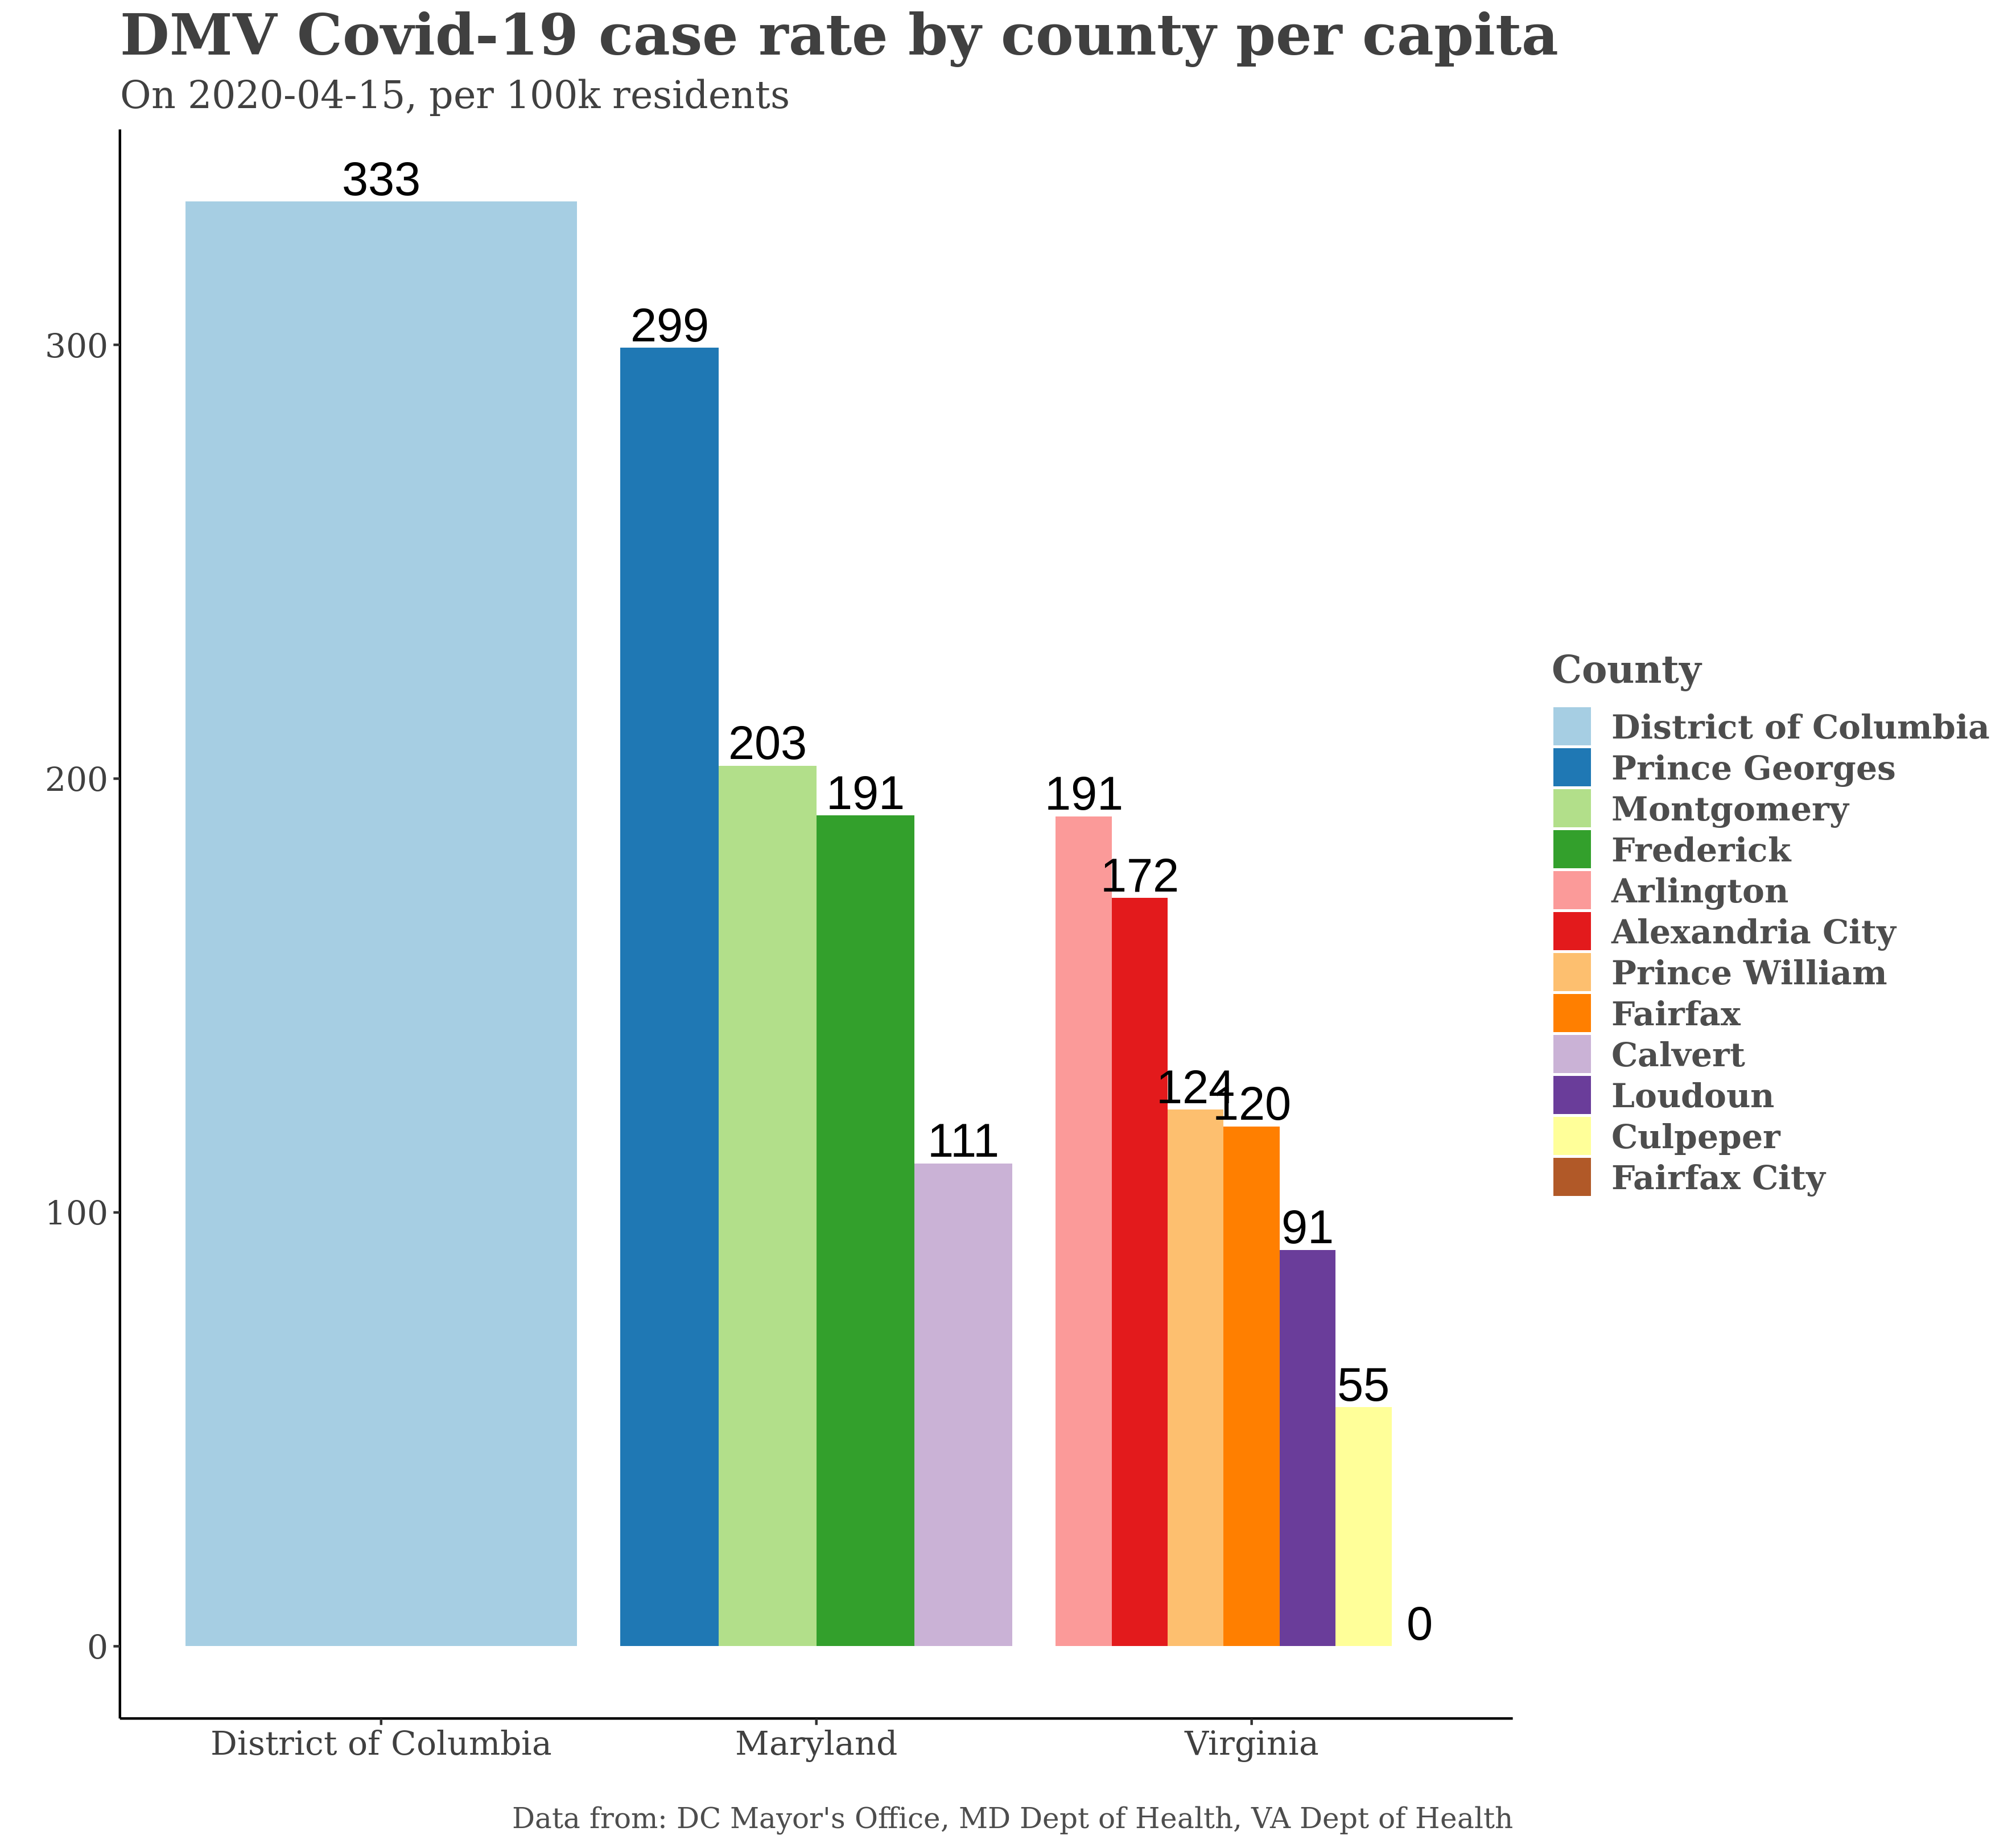 DMV Covid-19 case rate by county per capita
On 2020-04-15, per 100k residents
333
299
203
191
111
191
172
124
120
91
55
0
300
200
100
0
District of Columbia
Maryland
Virginia
County
District of Columbia
Prince Georges
Montgomery
Frederick
Arlington
Alexandria City
Prince William
Fairfax
Calvert
Loudoun
Culpeper
Fairfax City
Data from: DC Mayor's Office, MD Dept of Health, VA Dept of Health